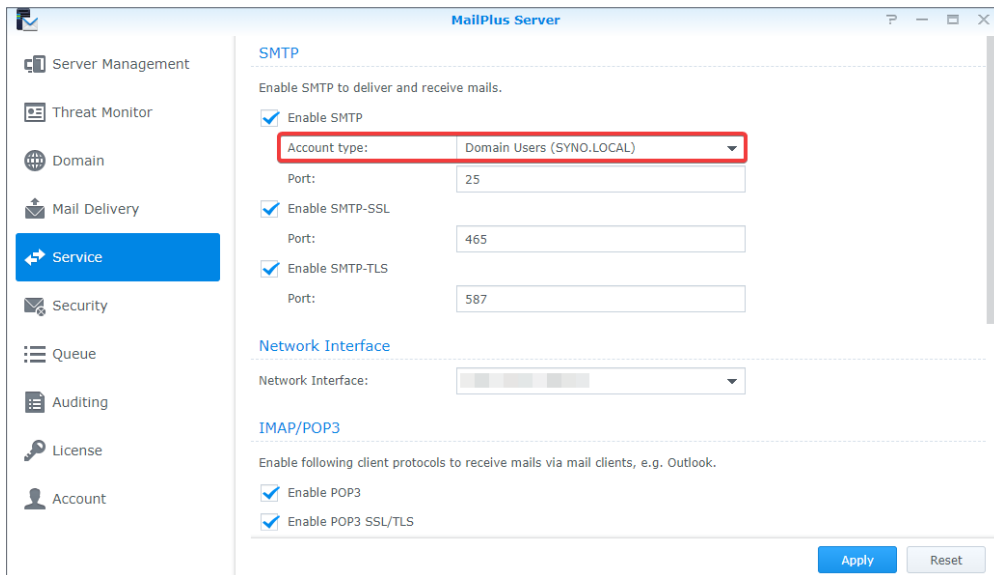 MailPlus Server
Server Management
Threat Monitor
Domain
Mail Delivery
Service
Security
Queue
Auditing
License
Account
SMTP
Enable SMTP to deliver and receive mails.
Enable SMTP
Account type: Domain Users (SYNO.LOCAL)
Port: 25
Enable SMTP-SSL
Port: 465
Enable SMTP-TLS
Port: 587
Network Interface
Network Interface:
IMAP/POP3
Enable following client protocols to receive mails via mail clients, e.g. Outlook.
Enable POP3
Enable POP3 SSL/TLS
Apply Reset